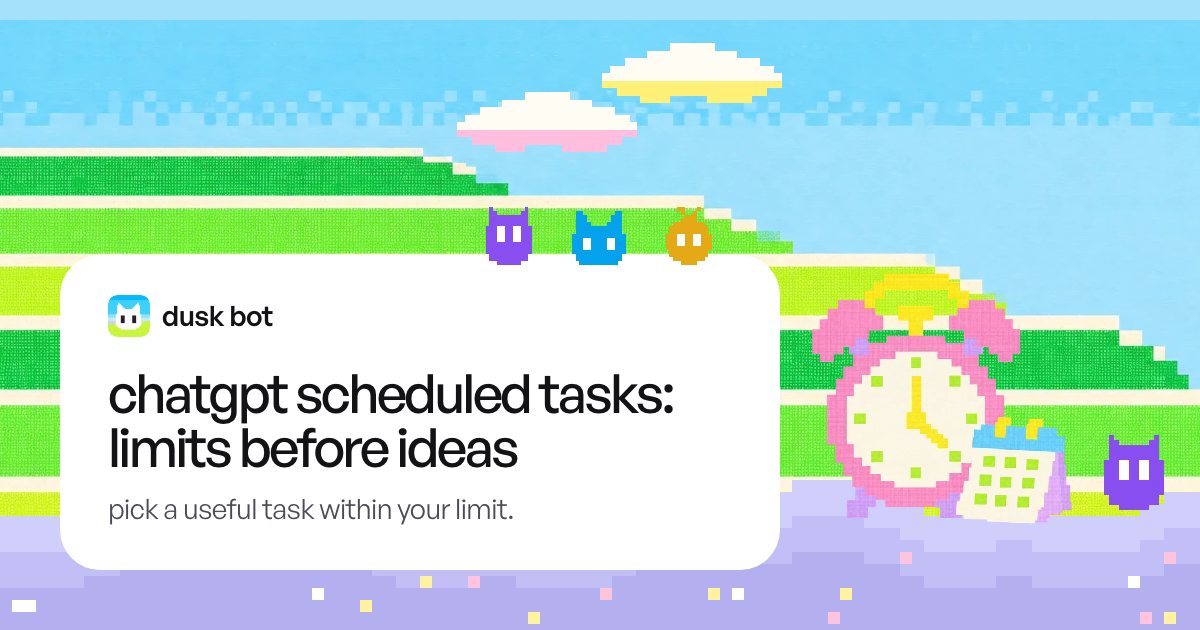 dusk bot
chatgpt scheduled tasks:
limits before ideas
pick a useful task within your limit.